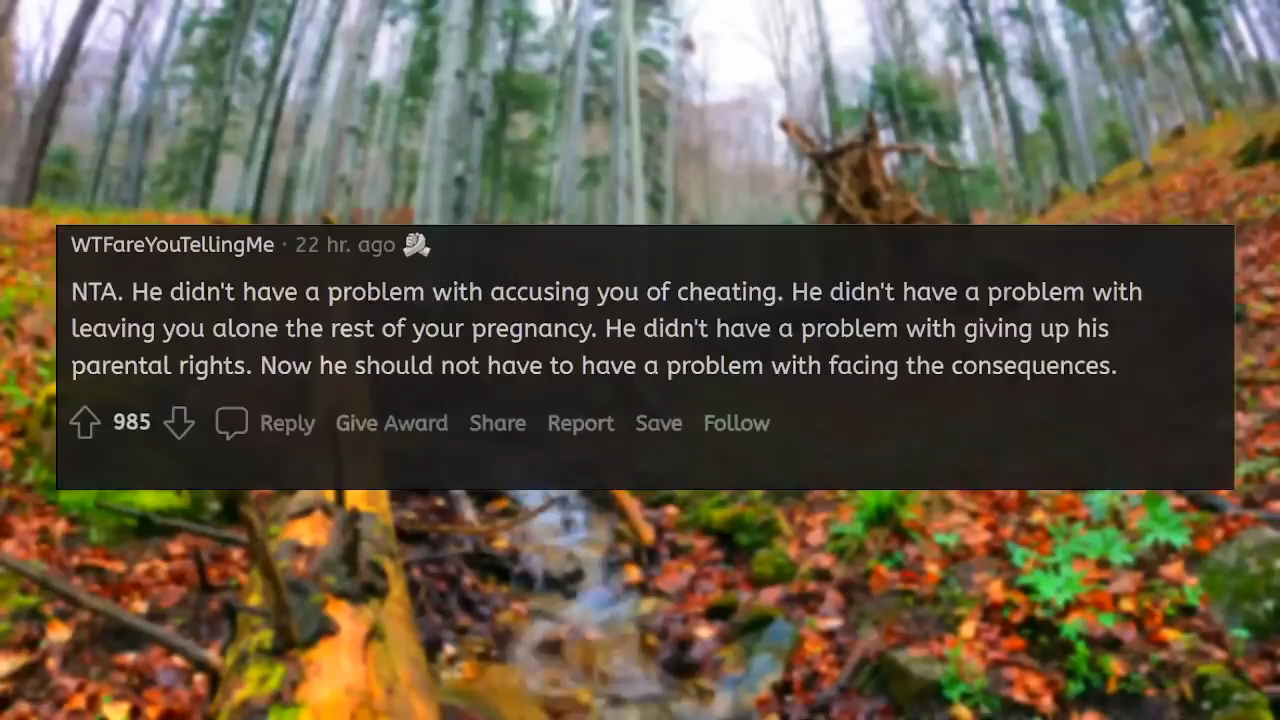 WTFareYouTellingMe · 22 hr. ago
NTA. He didn't have a problem with accusing you of cheating. He didn't have a problem with
leaving you alone the rest of your pregnancy. He didn't have a problem with giving up his
parental rights. Now he should not have to have a problem with facing the consequences.
985 Reply Give Award Share Report Save Follow